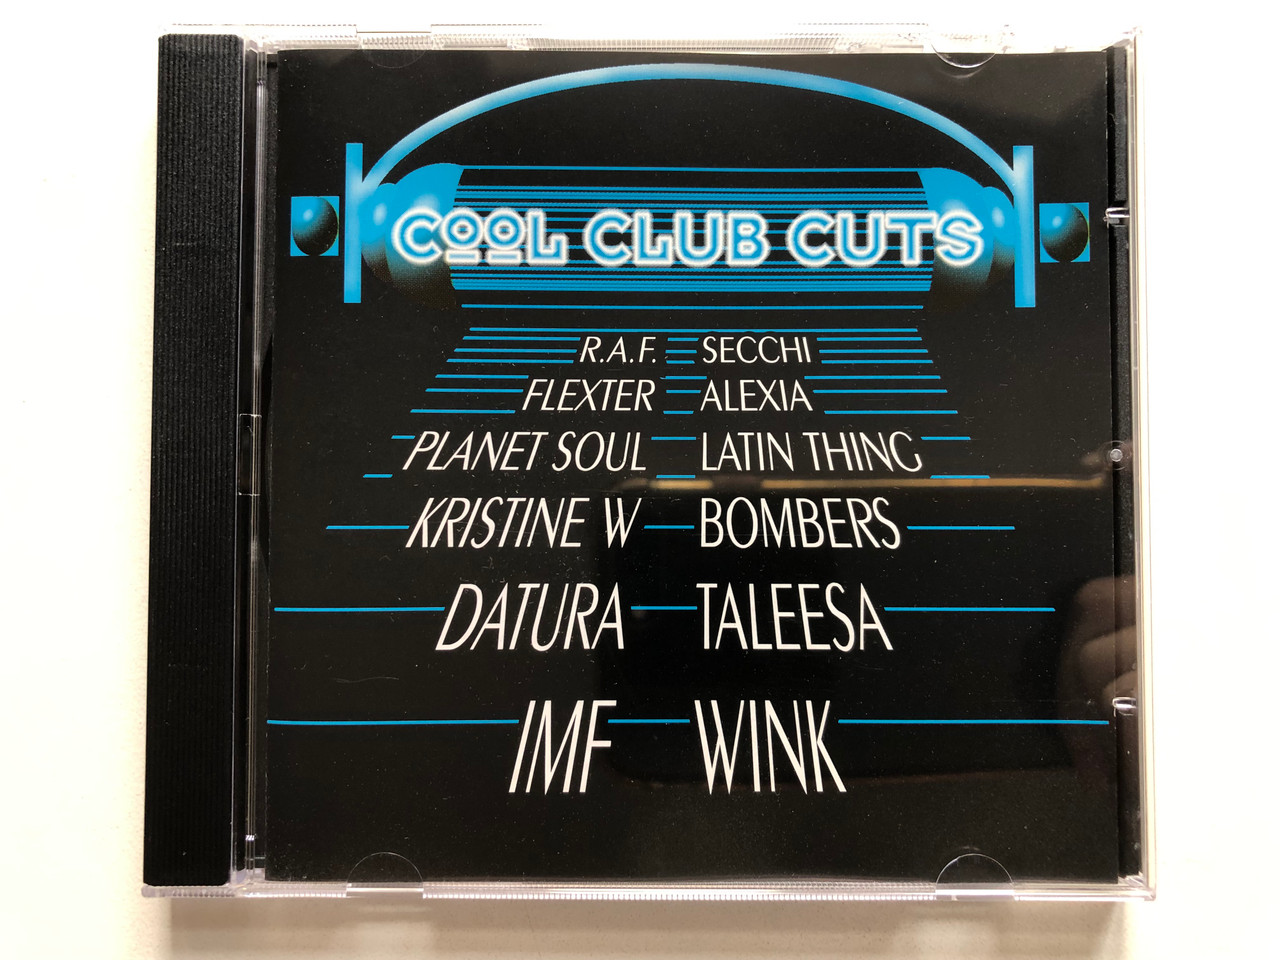 COOL CLUB CUTS
R.A.F. SECCHI
FLEXTER ALEXIA
PLANET SOUL LATIN THING
KRISTINE W BOMBERS
DATURA TALEESA
IMF WINK